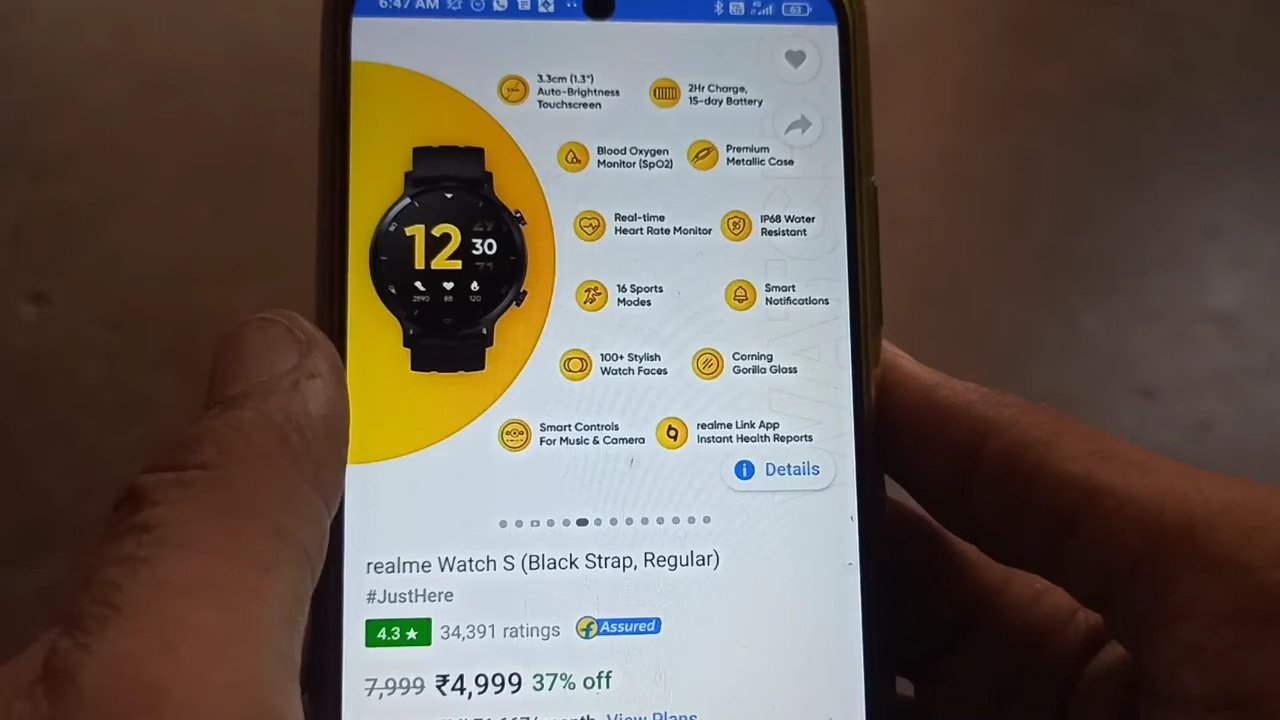 6:47 AM
63
3.3cm (1.3")
Auto-Brightness
Touchscreen
2Hr Charge,
15-day Battery
Blood Oxygen
Monitor (SpO2)
Premium
Metallic Case
Real-time
Heart Rate Monitor
IP68 Water
Resistant
12 30
2890 88 120
16 Sports
Modes
Smart
Notifications
100+ Stylish
Watch Faces
Corning
Gorilla Glass
Smart Controls
For Music & Camera
realme Link App
Instant Health Reports
Details
realme Watch S (Black Strap, Regular)
#JustHere
4.3 ★ 34,391 ratings Assured
7,999 ₹4,999 37% off
View Plans